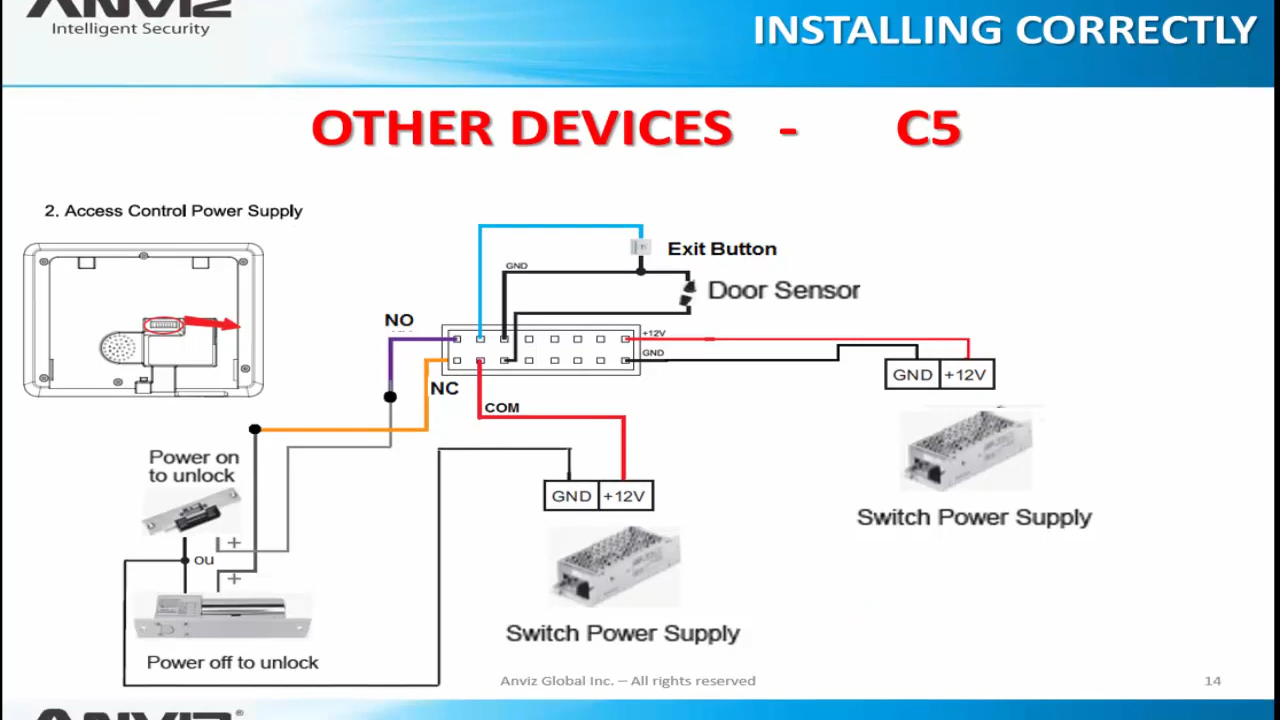 ANVIZ
Intelligent Security
INSTALLING CORRECTLY
OTHER DEVICES - C5
2. Access Control Power Supply
Exit Button
GND
Door Sensor
NO
+12V
GND
NC
GND +12V
COM
Power on
to unlock
GND +12V
Switch Power Supply
+
ou
+
Switch Power Supply
Power off to unlock
Anviz Global Inc. – All rights reserved
14
ANVIZ®